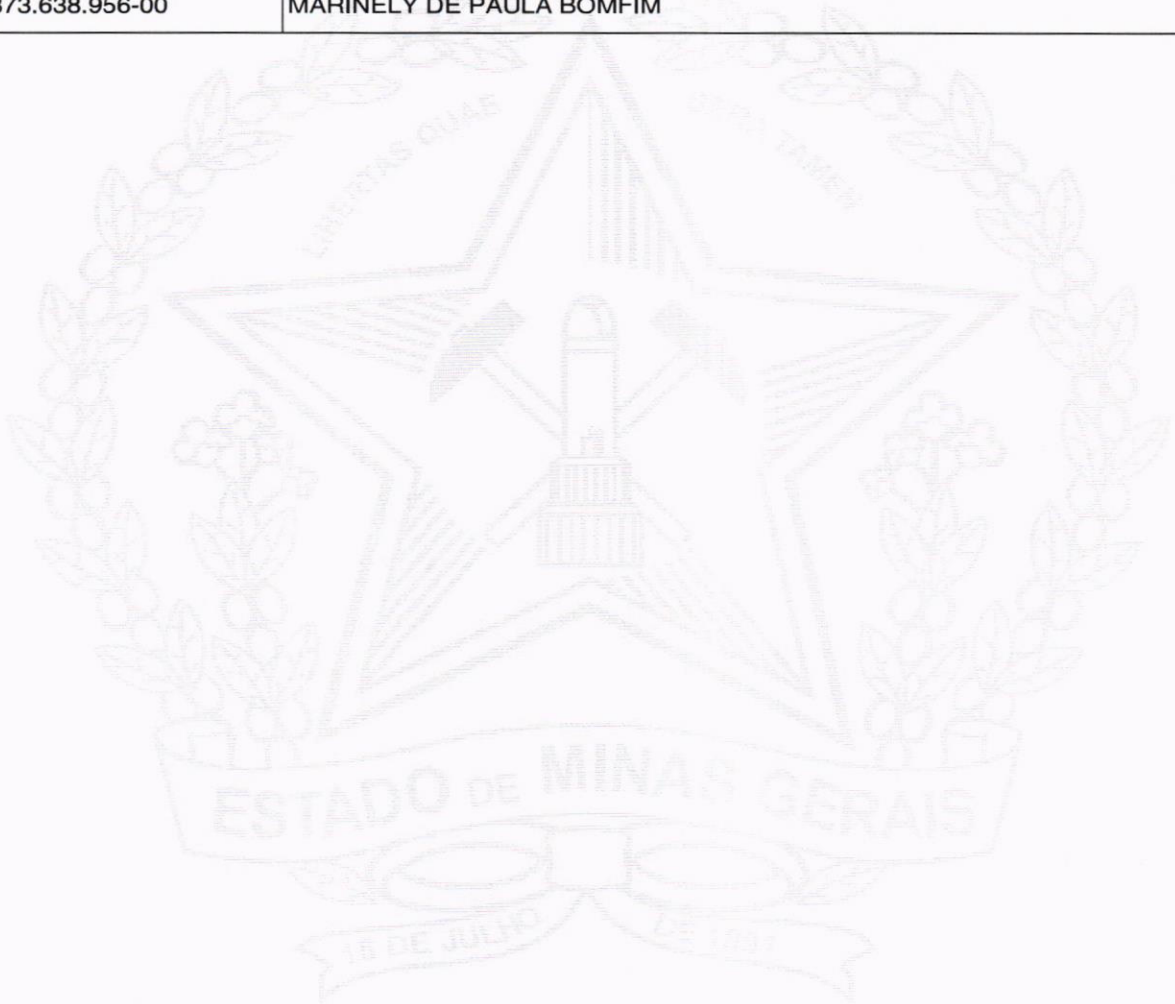 873.638.956-00 MARINELY DE PAULA BOMFIM
LIBERTAS QUAE SERA TAMEN
ESTADO DE MINAS GERAIS
15 DE JULHO DE 1891